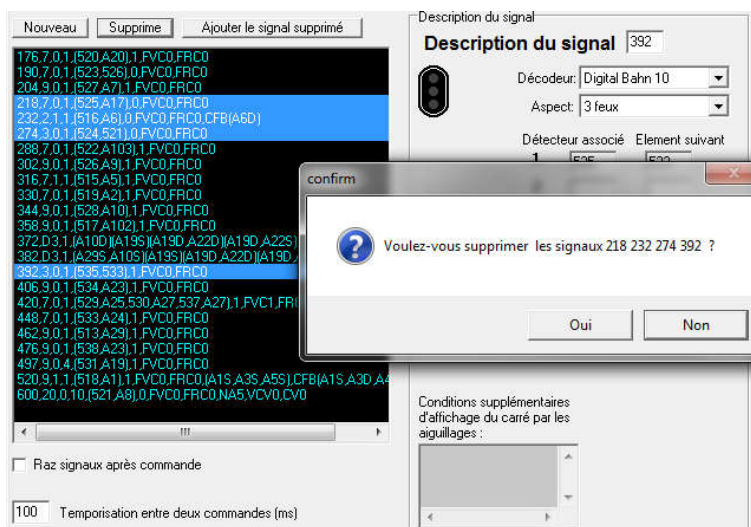 Nouveau Supprime Ajouter le signal supprimé
176,7,0,1,(520,A20),1,FVC0,FRC0
190,7,0,1,(523,526),0,FVC0,FRC0
204,9,0,1,(527,A7),1,FVC0,FRC0
218,7,0,1,(525,A17),0,FVC0,FRC0
232,2,1,1,(516,A6),0,FVC0,FRC0,CFB(A6D)
274,3,0,1,(524,521),0,FVC0,FRC0
288,7,0,1,(522,A103),1,FVC0,FRC0
302,9,0,1,(526,A9),1,FVC0,FRC0
316,7,1,1,(515,A5),1,FVC0,FRC0
330,7,0,1,(519,A2),1,FVC0,FRC0
344,9,0,1,(528,A10),1,FVC0,FRC0
358,9,0,1,(517,A102),1,FVC0,FRC0
372,D3,1,(A10D)(A19S)(A19D,A22D)(A19D,A22S)
382,D3,1,(A29S,A10S)(A19S)(A19D,A22D)(A19D,
392,3,0,1,(535,533),1,FVC0,FRC0
406,9,0,1,(534,A23),1,FVC0,FRC0
420,7,0,1,(529,A25,530,A27,537,A27),1,FVC1,FR
448,7,0,1,(533,A24),1,FVC0,FRC0
462,9,0,1,(513,A29),1,FVC0,FRC0
476,9,0,1,(538,A23),1,FVC0,FRC0
497,9,0,4,(531,A19),1,FVC0,FRC0
520,9,1,1,(518,A1),1,FVC0,FRC0,(A1S,A3S,A5S),CFB(A1S,A3D,A4
600,20,0,10,(521,A8),0,FVC0,FRC0,NA5,VCV0,CV0
Raz signaux après commande
100 Temporisation entre deux commandes (ms)
Description du signal
Description du signal 392
Décodeur: Digital Bahn 10
Aspect: 3 feux
Détecteur associé Element suivant
1
confirm
Voulez-vous supprimer les signaux 218 232 274 392 ?
Oui Non
Conditions supplémentaires
d'affichage du carré par les
aiguillages :